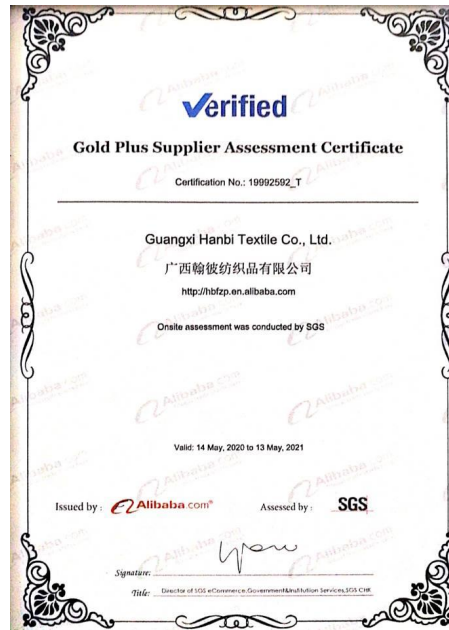 Verified
Gold Plus Supplier Assessment Certificate
Certification No.: 19992592_T
Guangxi Hanbi Textile Co., Ltd.
广西翰彼纺织品有限公司
http://hbfzp.en.alibaba.com
Onsite assessment was conducted by SGS
Valid: 14 May, 2020 to 13 May, 2021
Issued by : Alibaba.com® Assessed by : SGS
Signature:
Title: Director of SGS eCommerce,Government&Institution Services,SGS CHN